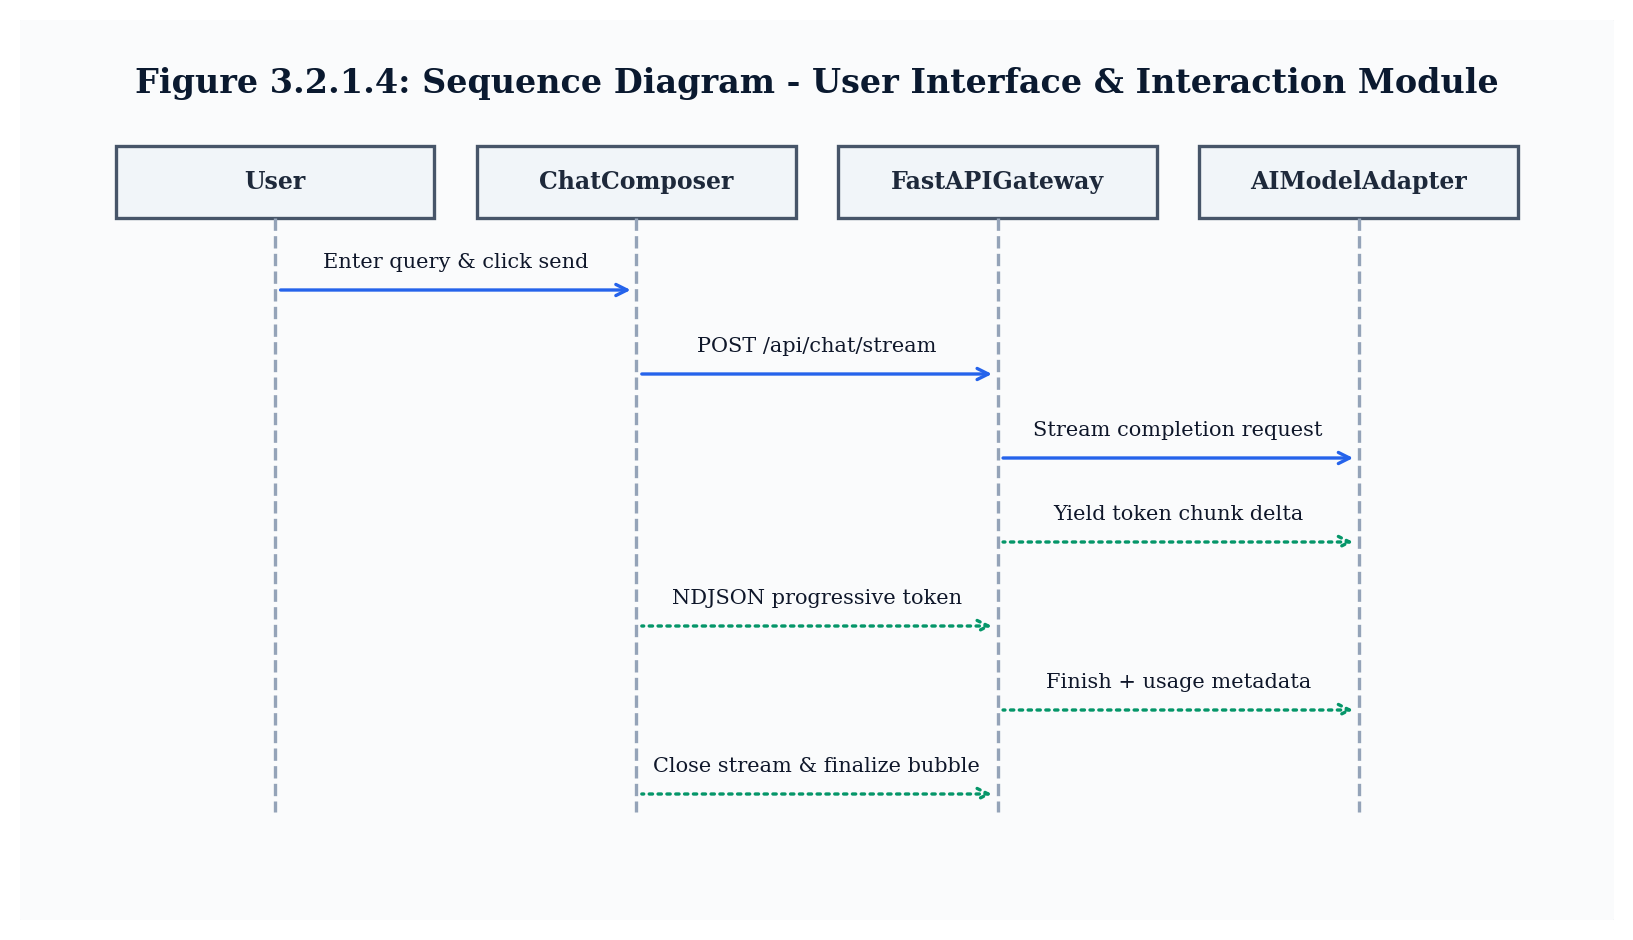 Figure 3.2.1.4: Sequence Diagram - User Interface & Interaction Module
User
ChatComposer
FastAPIGateway
AIModelAdapter
Enter query & click send
POST /api/chat/stream
Stream completion request
Yield token chunk delta
NDJSON progressive token
Finish + usage metadata
Close stream & finalize bubble